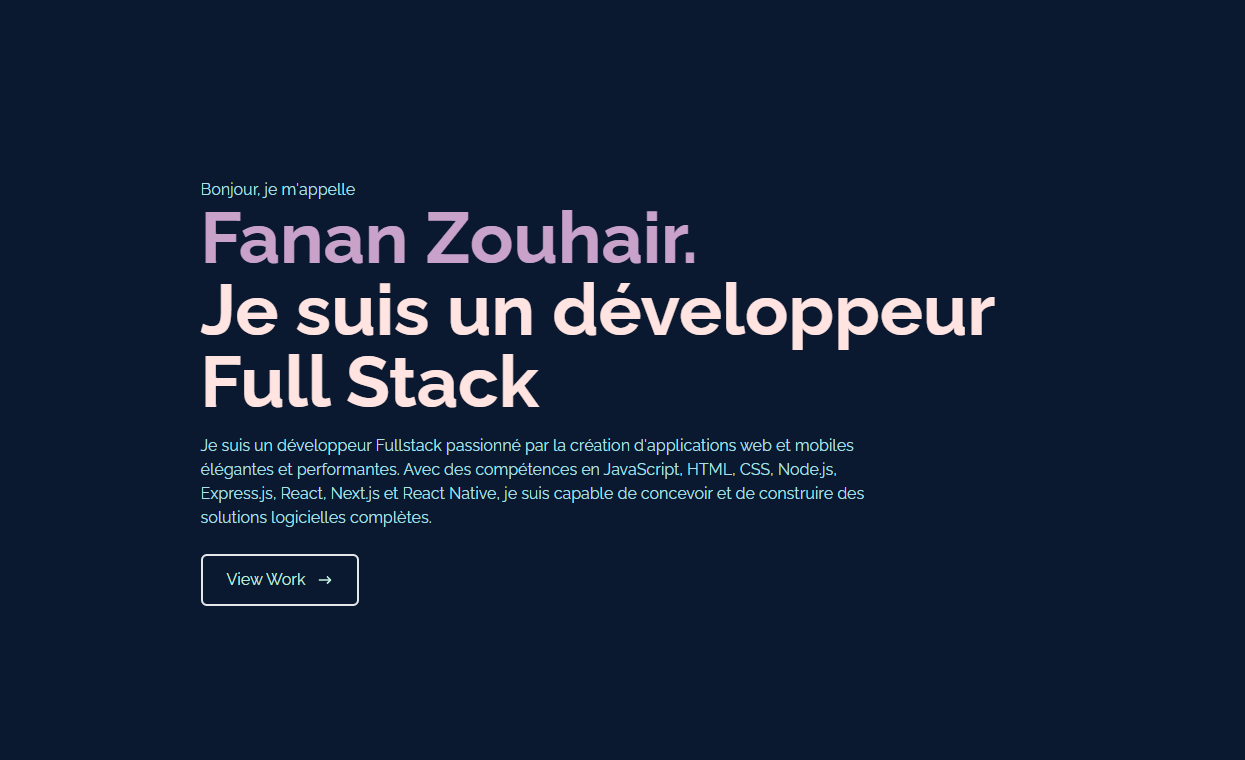 Bonjour, je m'appelle
Fanan Zouhair.
Je suis un développeur
Full Stack
Je suis un développeur Fullstack passionné par la création d'applications web et mobiles
élégantes et performantes. Avec des compétences en JavaScript, HTML, CSS, Node.js,
Express.js, React, Next.js et React Native, je suis capable de concevoir et de construire des
solutions logicielles complètes.
View Work →